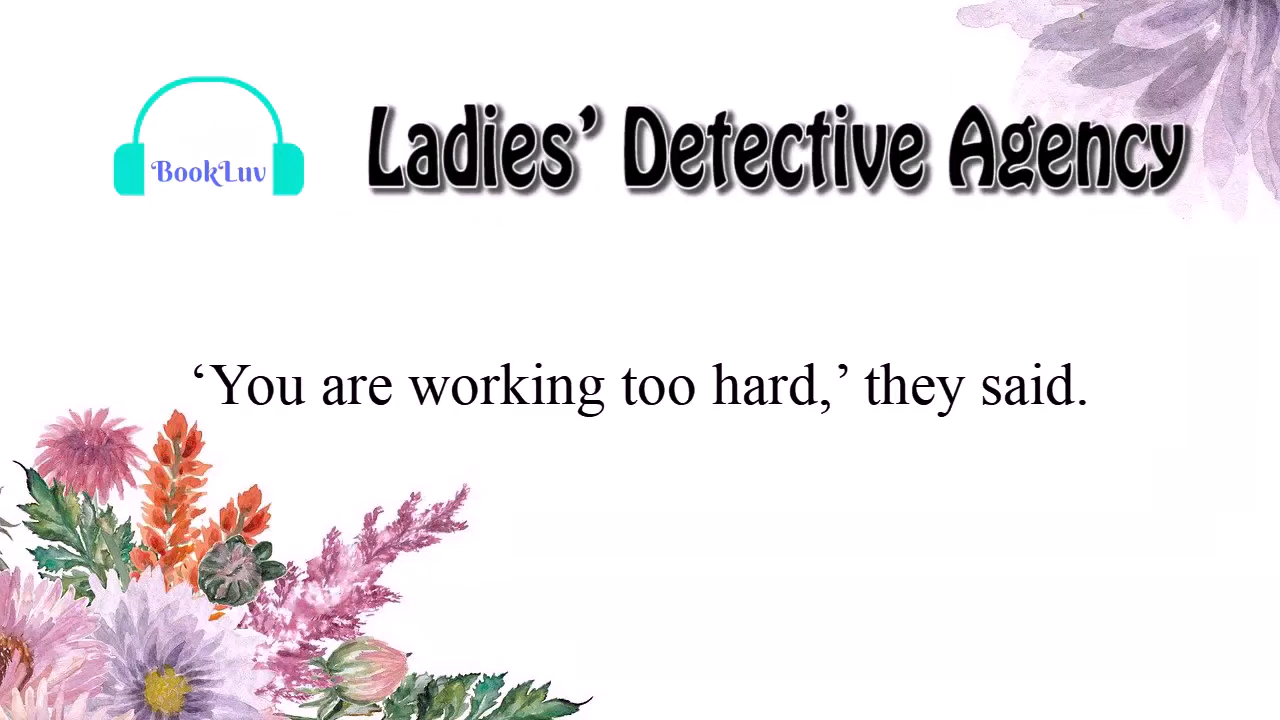 BookLuv
Ladies’ Detective Agency
‘You are working too hard,’ they said.